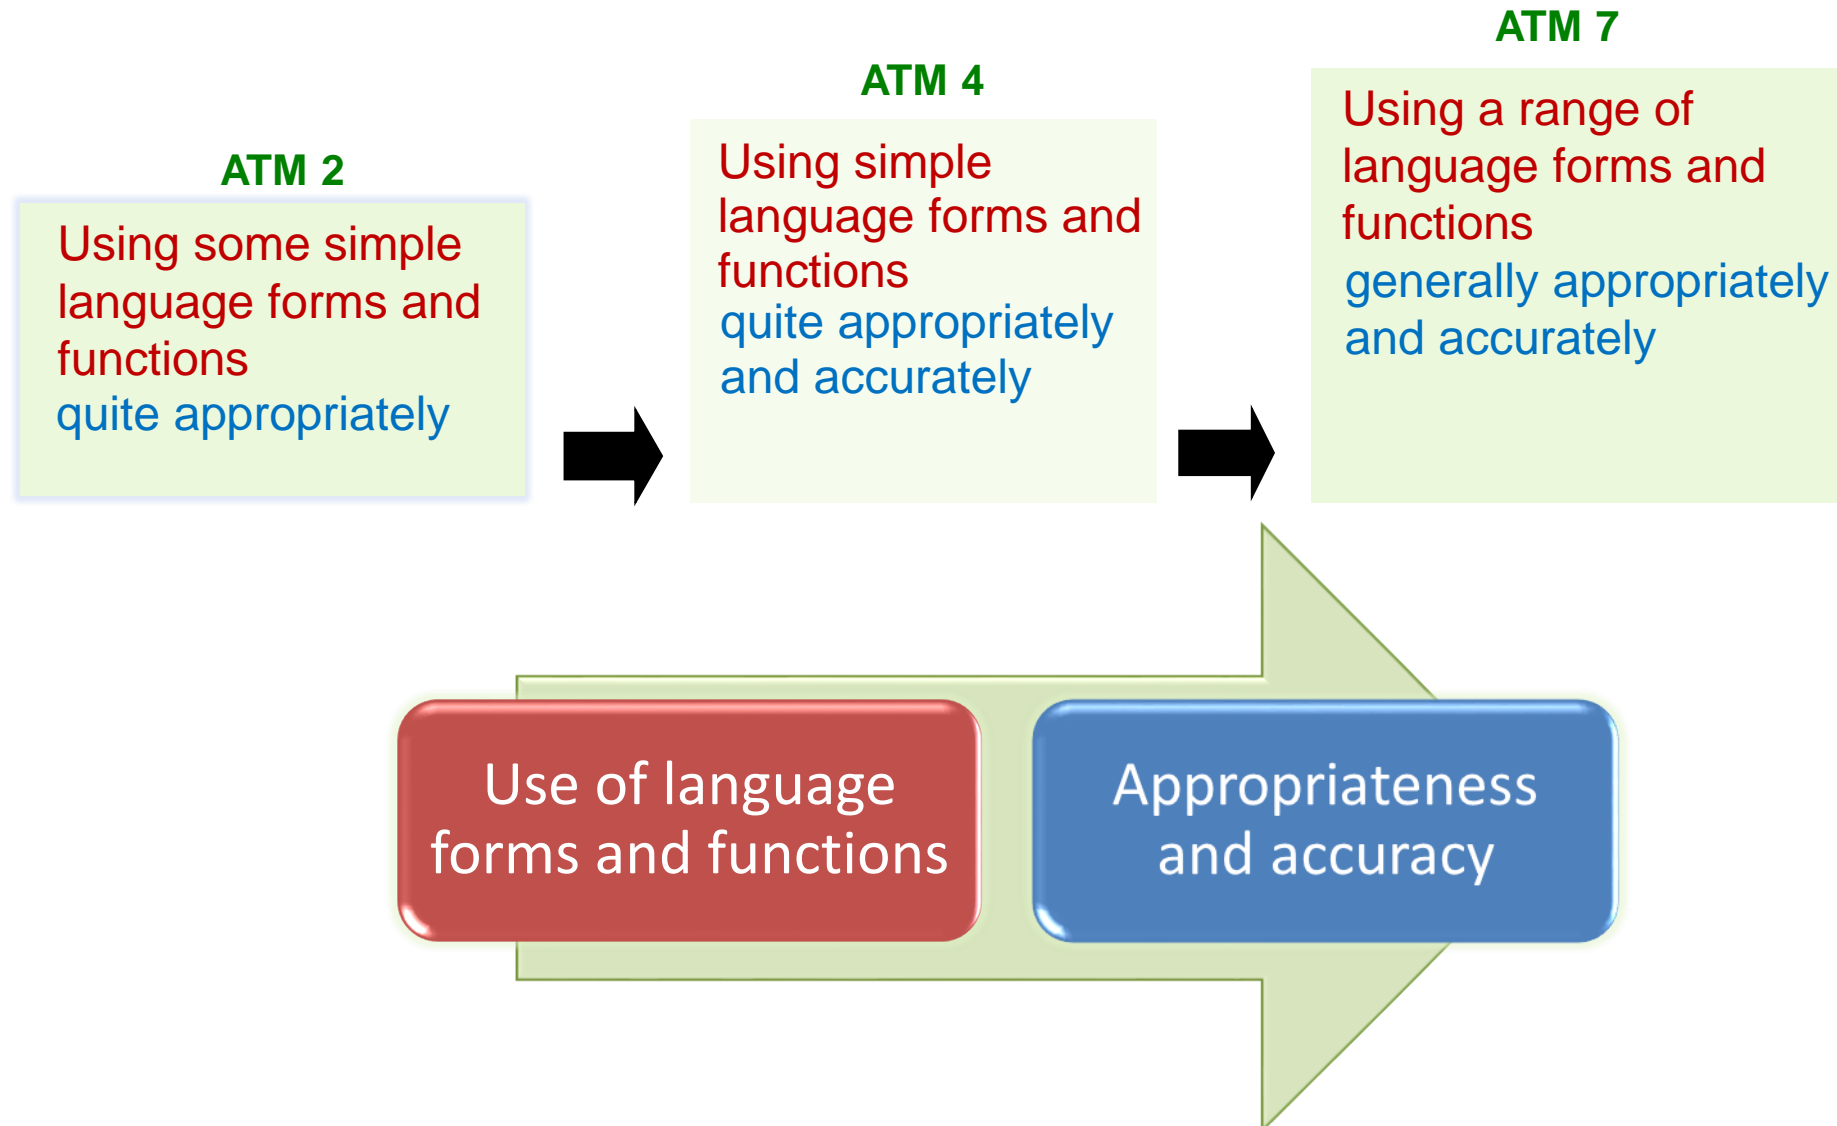 ATM 2
Using some simple
language forms and
functions
quite appropriately
ATM 4
Using simple
language forms and
functions
quite appropriately
and accurately
ATM 7
Using a range of
language forms and
functions
generally appropriately
and accurately
Use of language
forms and functions
Appropriateness
and accuracy